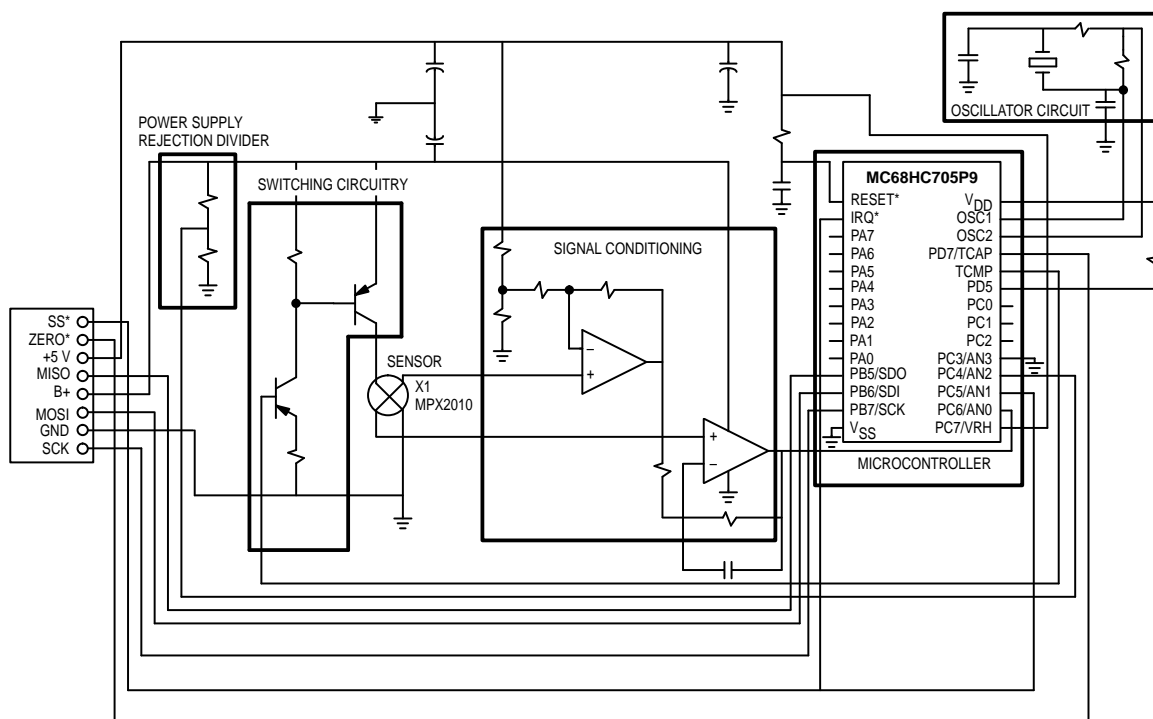 OSCILLATOR CIRCUIT
POWER SUPPLY
REJECTION DIVIDER
SWITCHING CIRCUITRY
SIGNAL CONDITIONING
SENSOR
X1
MPX2010
+
–
+
–
SS*
ZERO*
+5 V
MISO
B+
MOSI
GND
SCK
MC68HC705P9
RESET*
IRQ*
PA7
PA6
PA5
PA4
PA3
PA2
PA1
PA0
PB5/SDO
PB6/SDI
PB7/SCK
VSS
VDD
OSC1
OSC2
PD7/TCAP
TCMP
PD5
PC0
PC1
PC2
PC3/AN3
PC4/AN2
PC5/AN1
PC6/AN0
PC7/VRH
MICROCONTROLLER